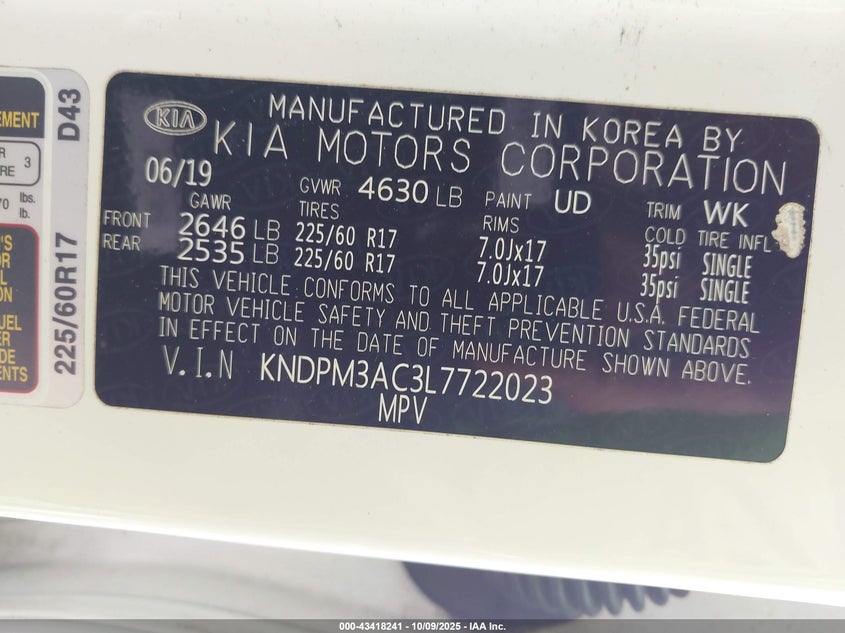 EMENT
3
lbs.
lb.
D43
225/60R17
KIA
MANUFACTURED IN KOREA BY
KIA MOTORS CORPORATION
06/19 GVWR 4630 LB PAINT UD TRIM WK
GAWR TIRES RIMS COLD TIRE INFL
FRONT 2646 LB 225/60 R17 7.0Jx17 35psi SINGLE
REAR 2535 LB 225/60 R17 7.0Jx17 35psi SINGLE
THIS VEHICLE CONFORMS TO ALL APPLICABLE U.S.A. FEDERAL
MOTOR VEHICLE SAFETY AND THEFT PREVENTION STANDARDS
IN EFFECT ON THE DATE OF MANUFACTURE SHOWN ABOVE.
V.I.N KNDPM3AC3L7722023
MPV
000-43418241 - 10/09/2025 - IAA Inc.